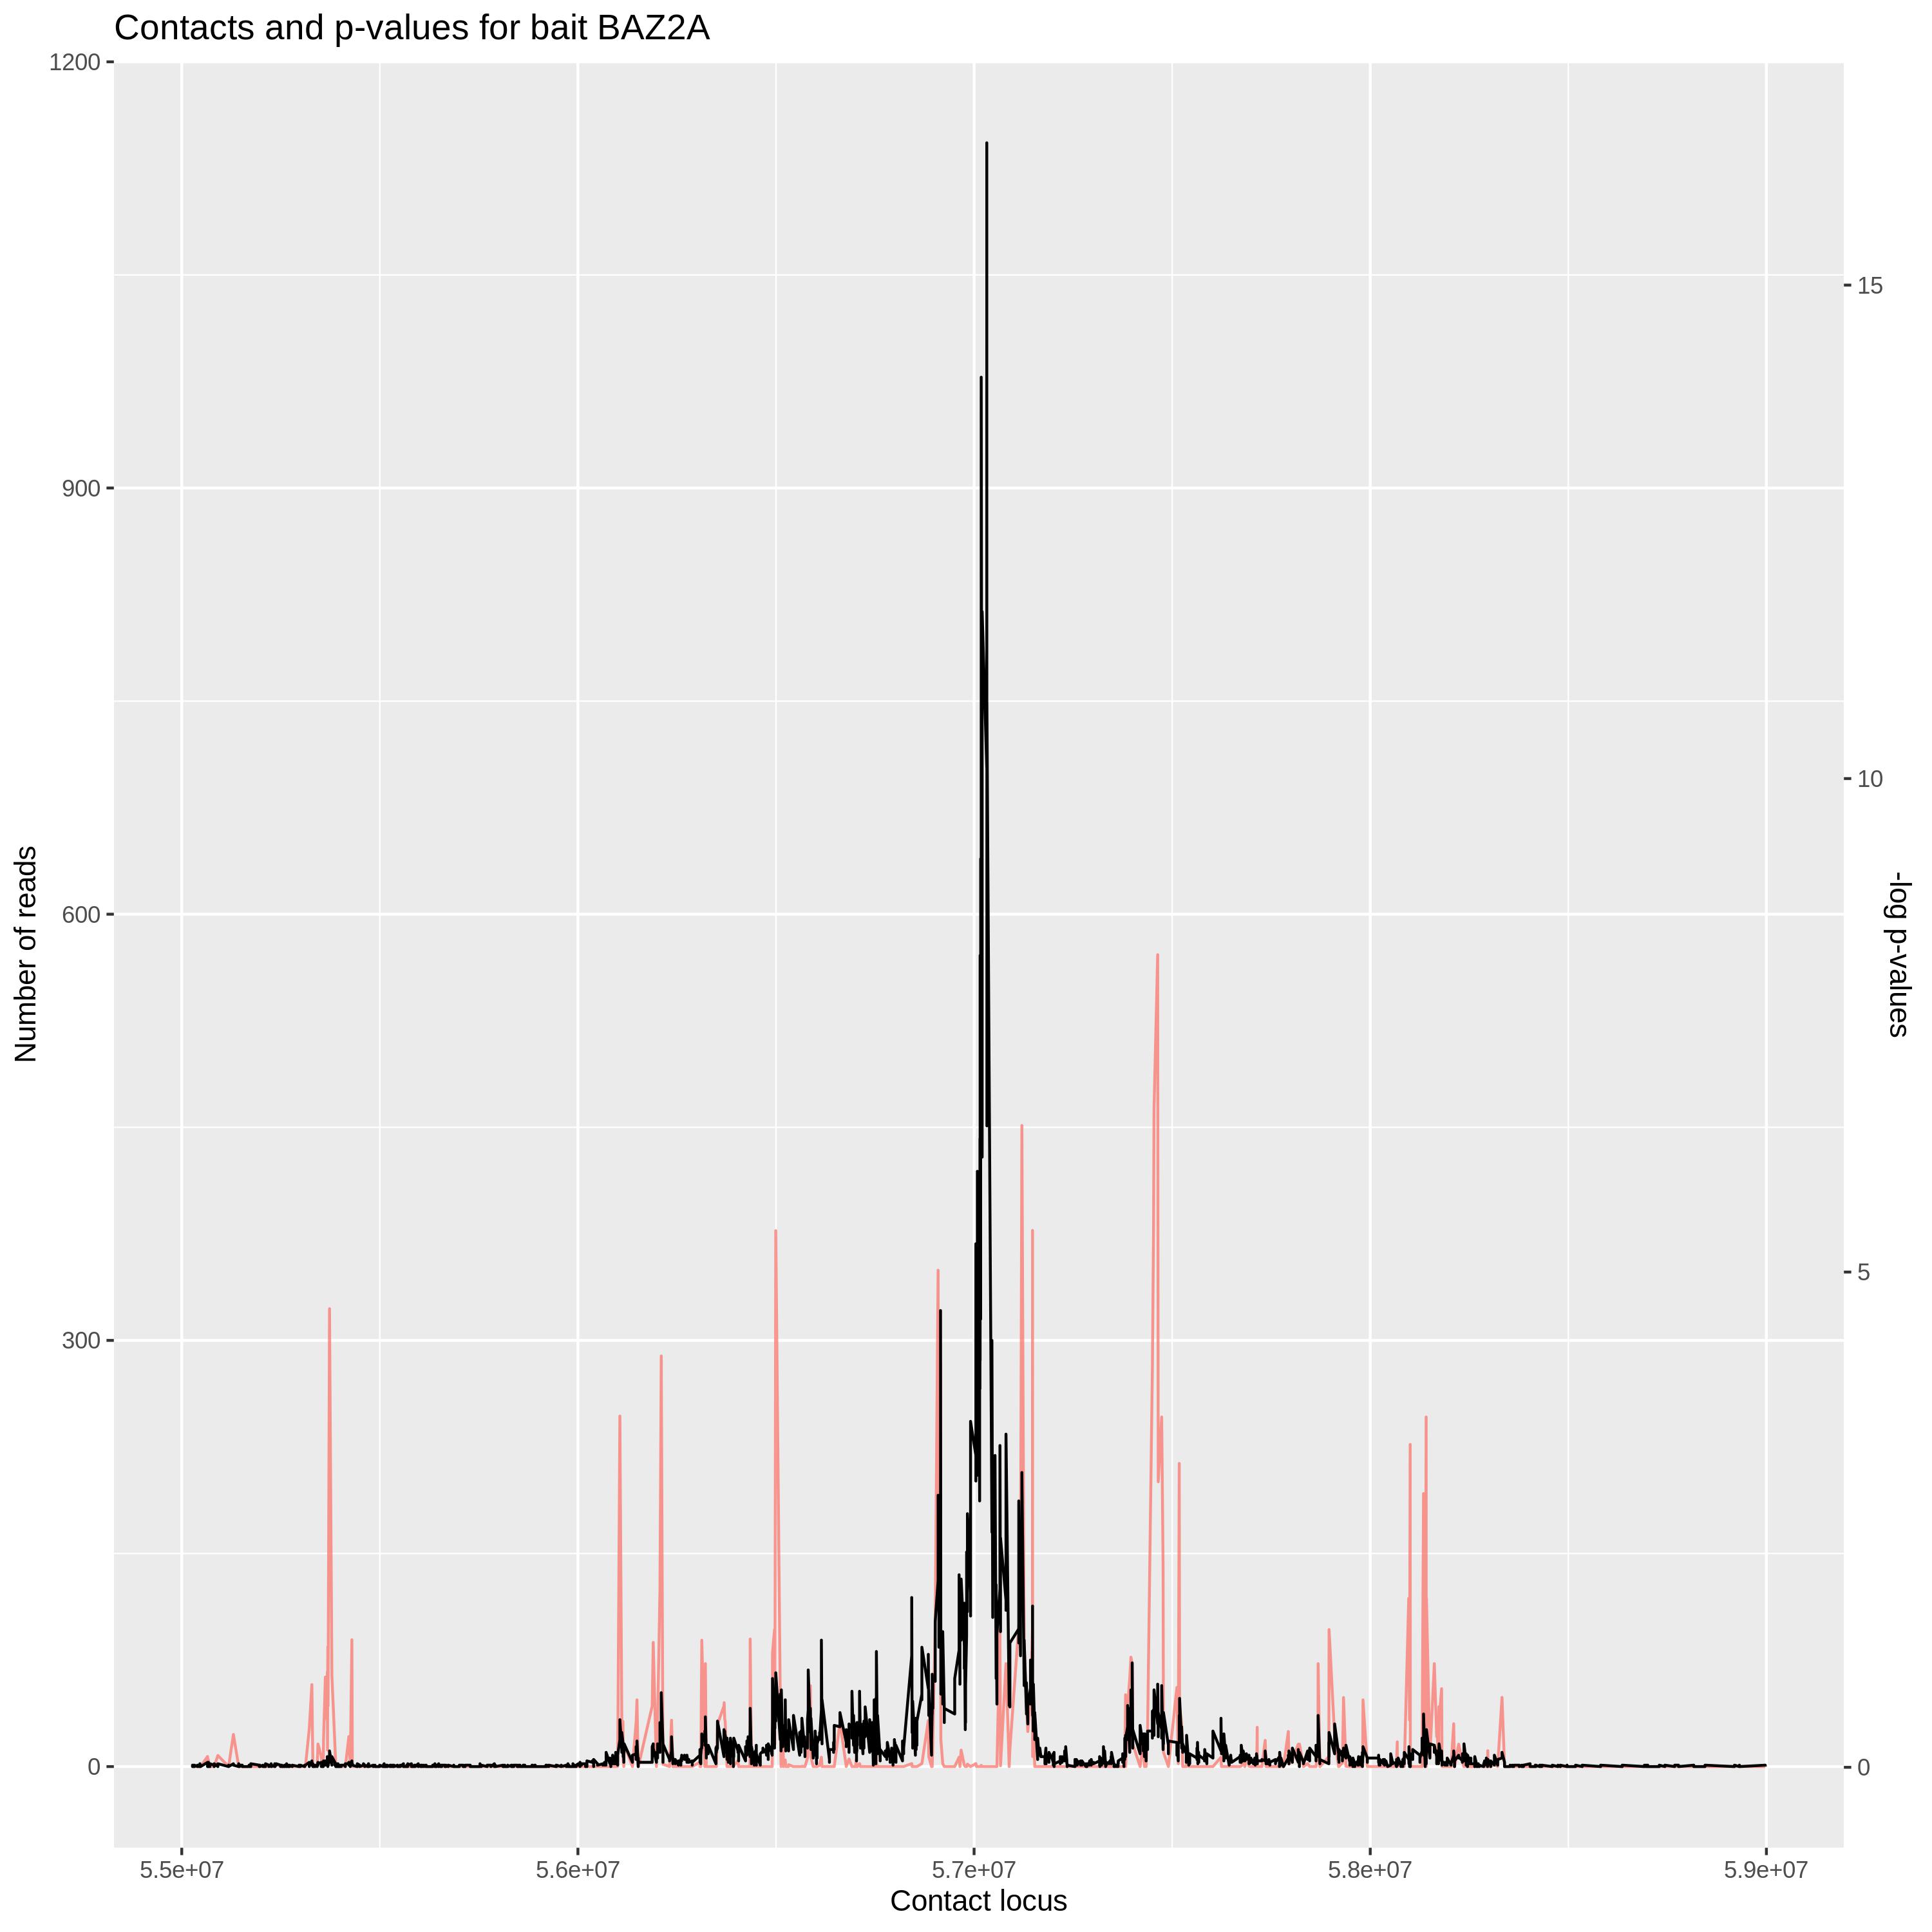 Contacts and p-values for bait BAZ2A
1200
900
600
300
0
Number of reads
15
10
5
0
-log p-values
5.5e+07
5.6e+07
5.7e+07
5.8e+07
5.9e+07
Contact locus